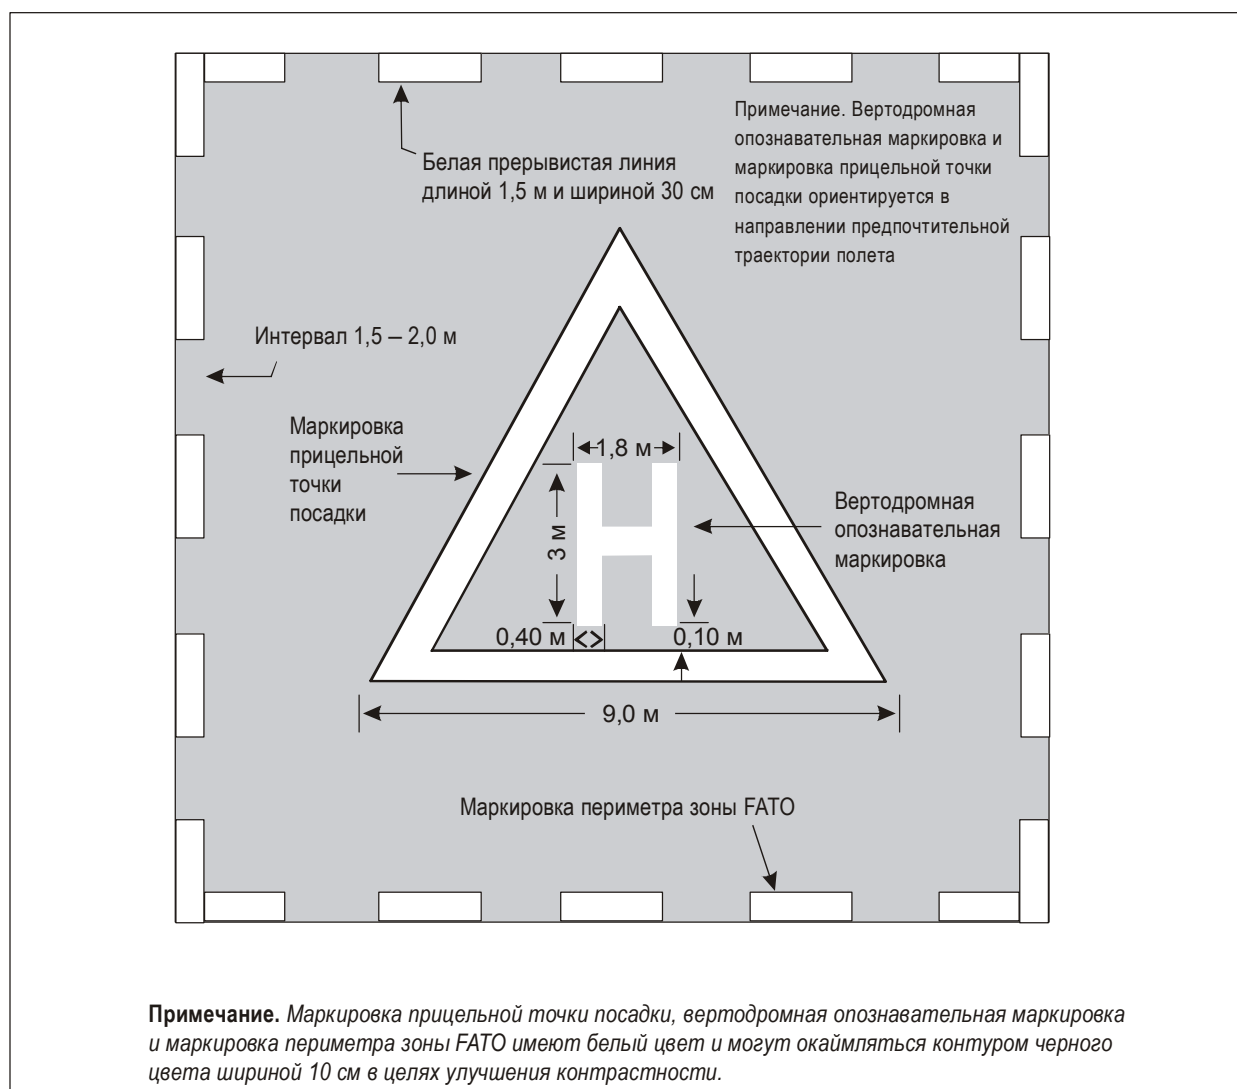 Примечание. Вертодромная
опознавательная маркировка и
маркировка прицельной точки
посадки ориентируется в
направлении предпочтительной
траектории полета
Белая прерывистая линия
длиной 1,5 м и шириной 30 см
Интервал 1,5 – 2,0 м
Маркировка
прицельной
точки
посадки
1,8 м
H
3 м
Вертодромная
опознавательная
маркировка
0,40 м
0,10 м
9,0 м
Маркировка периметра зоны FATO
Примечание. Маркировка прицельной точки посадки, вертодромная опознавательная маркировка
и маркировка периметра зоны FATO имеют белый цвет и могут окаймляться контуром черного
цвета шириной 10 см в целях улучшения контрастности.